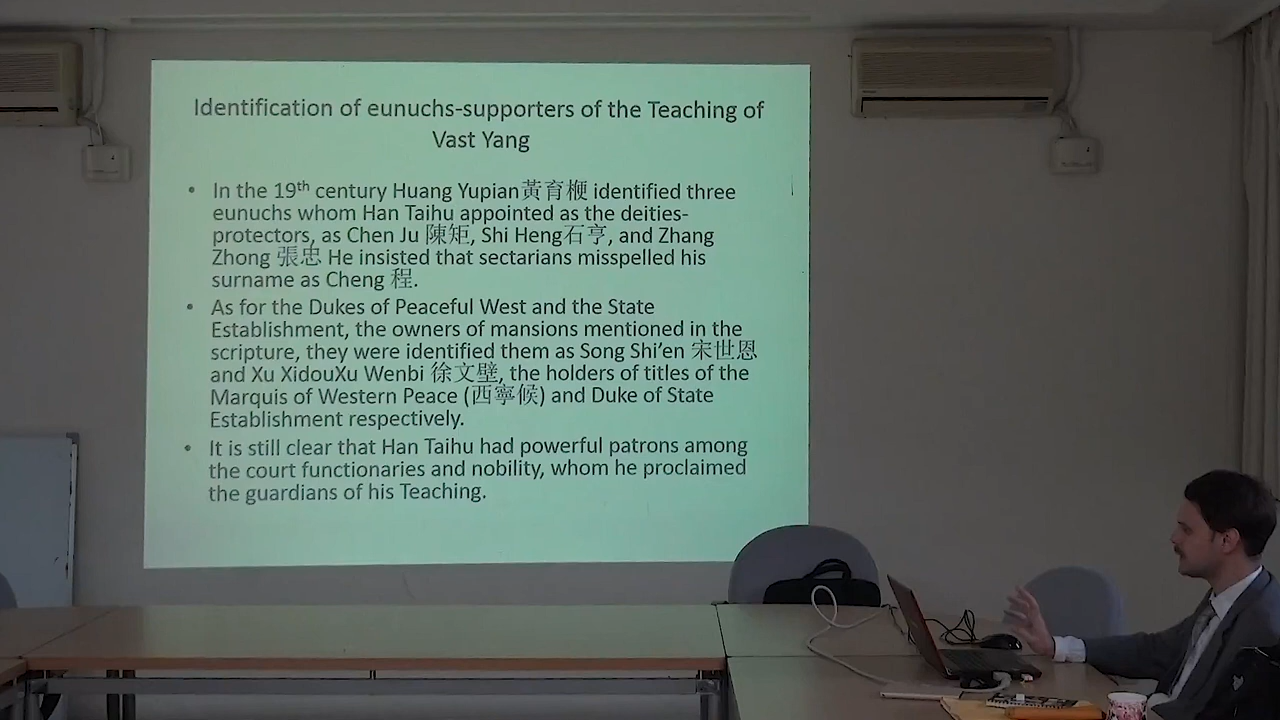 Identification of eunuchs-supporters of the Teaching of
Vast Yang
• In the 19th century Huang Yupian黃育楩 identified three
eunuchs whom Han Taihu appointed as the deities-
protectors, as Chen Ju 陳矩, Shi Heng石亨, and Zhang
Zhong 張忠 He insisted that sectarians misspelled his
surname as Cheng 程.
• As for the Dukes of Peaceful West and the State
Establishment, the owners of mansions mentioned in the
scripture, they were identified them as Song Shi’en 宋世恩
and Xu XidouXu Wenbi 徐文壁, the holders of titles of the
Marquis of Western Peace (西寧候) and Duke of State
Establishment respectively.
• It is still clear that Han Taihu had powerful patrons among
the court functionaries and nobility, whom he proclaimed
the guardians of his Teaching.